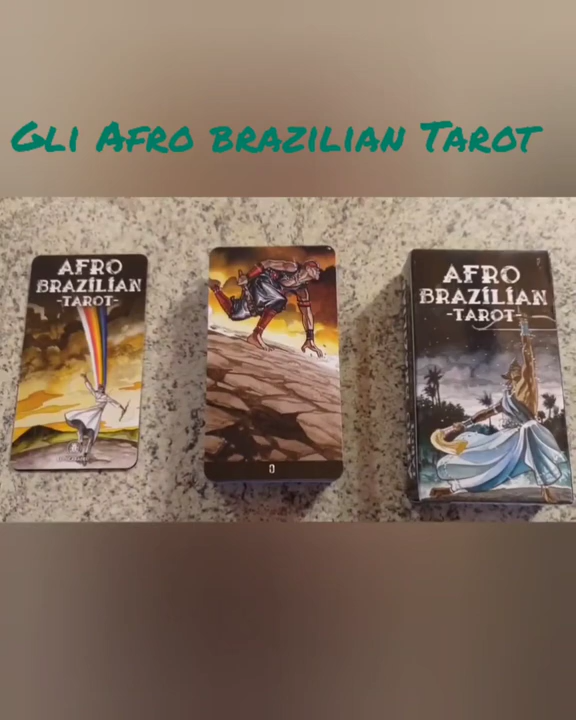 Gli Afro brazilian Tarot
AFRO
BRAZILIAN
-TAROT-
0
AFRO
BRAZILIAN
-TAROT-